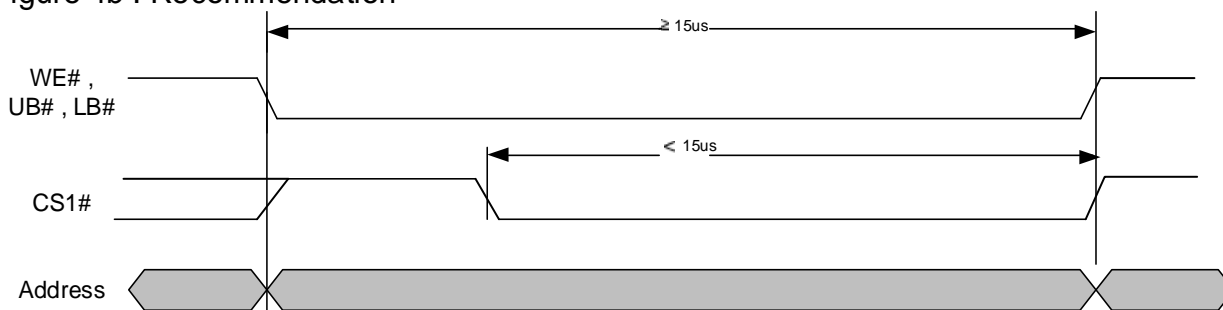 igure 4b : Recommendation
≥ 15us
WE# ,
UB# , LB#
< 15us
CS1#
Address